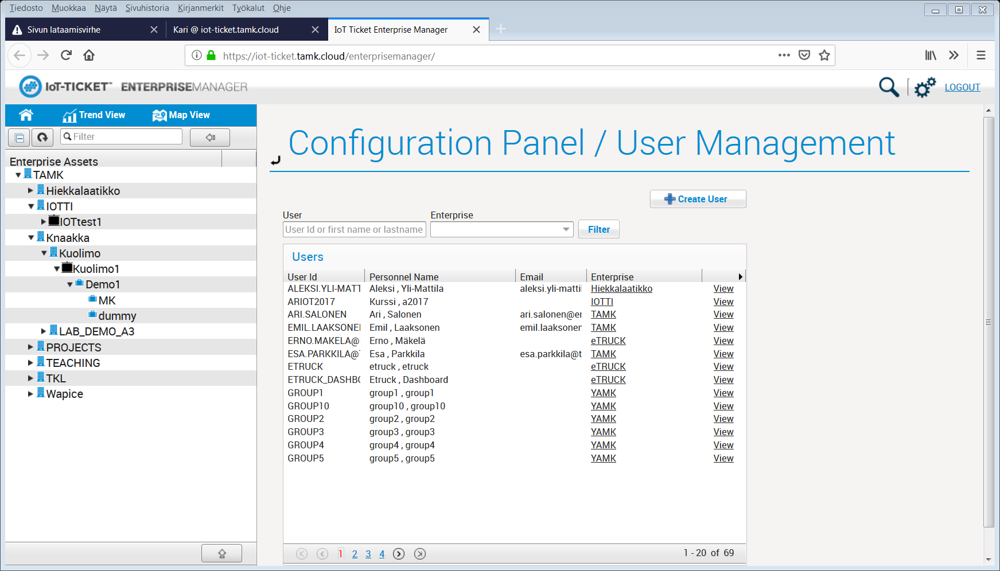 Tiedosto Muokkaa Näytä Sivuhistoria Kirjanmerkit Työkalut Ohje
Sivun lataamisvirhe
Kari @ iot-ticket.tamk.cloud
IoT Ticket Enterprise Manager
https://iot-ticket.tamk.cloud/enterprisemanager/
IoT-TICKET™ ENTERPRISEMANAGER
LOGOUT
Trend View
Map View
Filter
Enterprise Assets
TAMK
Hiekkalaatikko
IOTTI
IOTtest1
Knaakka
Kuolimo
Kuolimo1
Demo1
MK
dummy
LAB_DEMO_A3
PROJECTS
TEACHING
TKL
Wapice
Configuration Panel / User Management
Create User
User Enterprise
User Id or first name or lastname
Filter
Users
User Id Personnel Name Email Enterprise
ALEKSI.YLI-MATT Aleksi , Yli-Mattila aleksi.yli-mattil Hiekkalaatikko View
ARIOT2017 Kurssi , a2017 IOTTI View
ARI.SALONEN Ari , Salonen ari.salonen@er TAMK View
EMIL.LAAKSONE Emil , Laaksonen emil.laaksoner TAMK View
ERNO.MAKELA@ Erno , Mäkelä eTRUCK View
ESA.PARKKILA@ Esa , Parkkila esa.parkkila@t TAMK View
ETRUCK etruck , etruck eTRUCK View
ETRUCK_DASHBO Etruck , Dashboard eTRUCK View
GROUP1 group1 , group1 YAMK View
GROUP10 group10 , group10 YAMK View
GROUP2 group2 , group2 YAMK View
GROUP3 group3 , group3 YAMK View
GROUP4 group4 , group4 YAMK View
GROUP5 group5 , group5 YAMK View
1 2 3 4
1 - 20 of 69